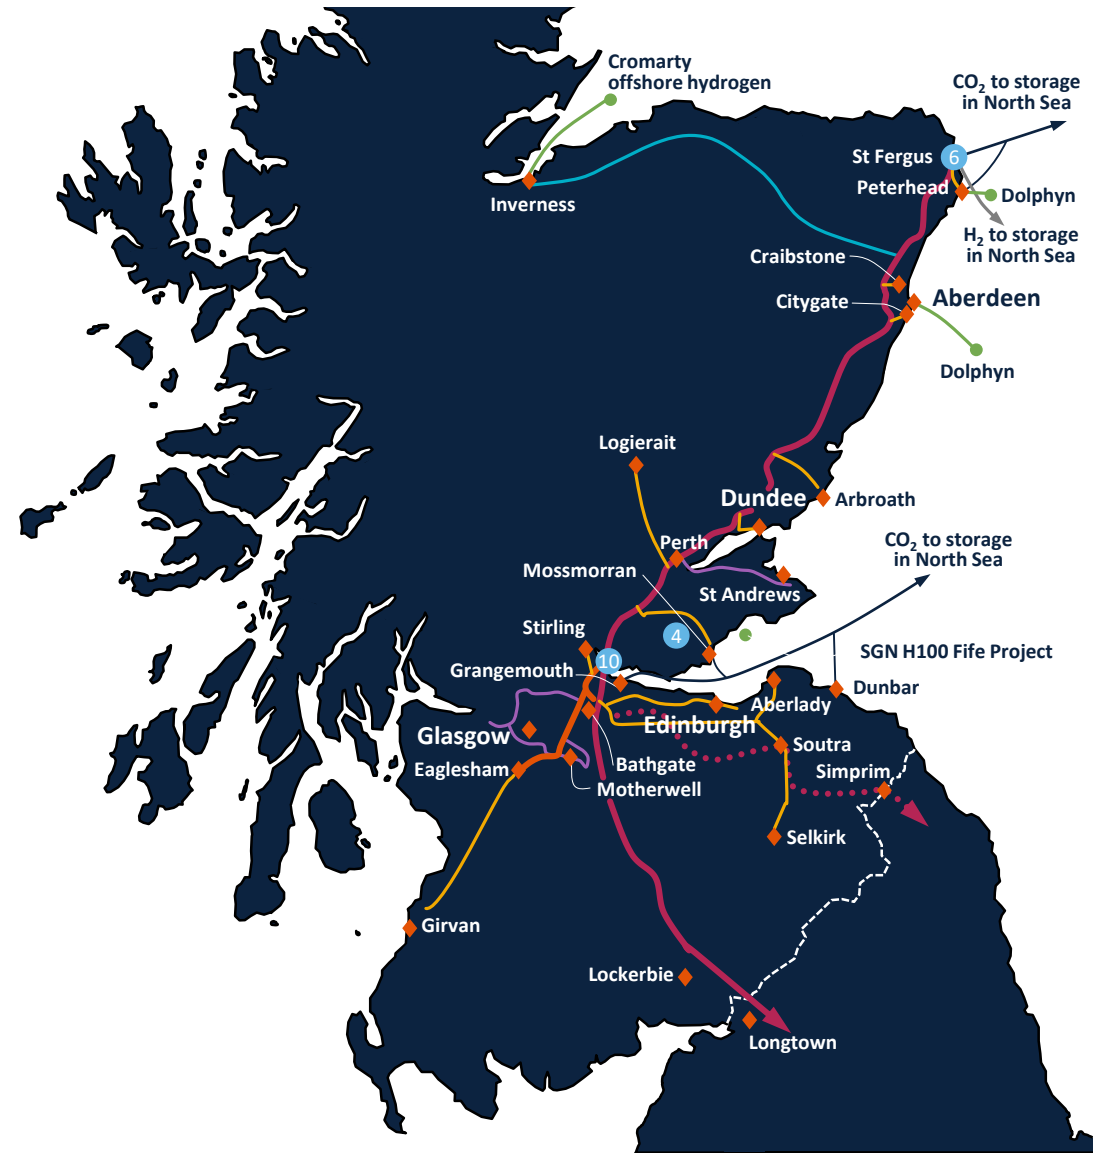 Cromarty
offshore hydrogen
CO₂ to storage
in North Sea
St Fergus
6
Peterhead
Dolphyn
Inverness
H₂ to storage
in North Sea
Craibstone
Citygate
Aberdeen
Dolphyn
Logierait
Dundee
Arbroath
CO₂ to storage
in North Sea
Perth
Mossmorran
St Andrews
Stirling
4
10
Grangemouth
SGN H100 Fife Project
Dunbar
Aberlady
Edinburgh
Glasgow
Soutra
Eaglesham
Bathgate
Simprim
Motherwell
Selkirk
Girvan
Lockerbie
Longtown